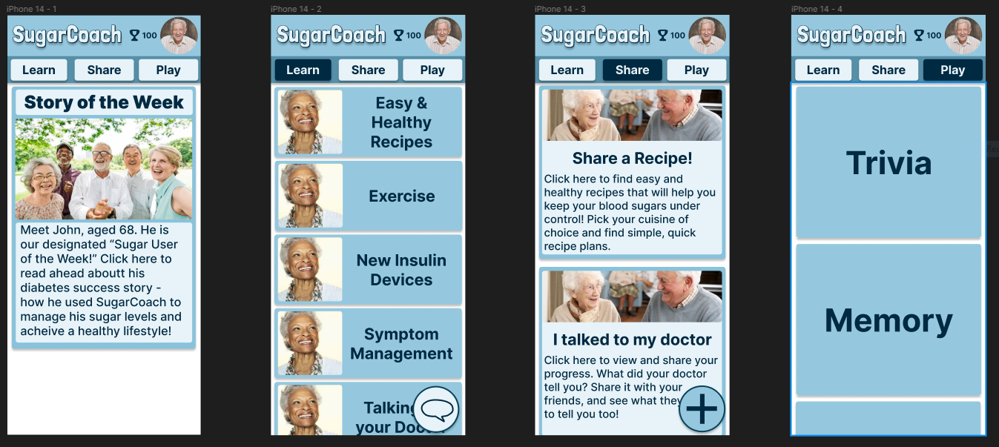 iPhone 14 - 1
SugarCoach 100
Learn Share Play
Story of the Week
Meet John, aged 68. He is
our designated “Sugar User
of the Week!” Click here to
read ahead aboutt his
diabetes success story -
how he used SugarCoach to
manage his sugar levels and
acheive a healthy lifestyle!
iPhone 14 - 2
SugarCoach 100
Learn Share Play
Easy &
Healthy
Recipes
Exercise
New Insulin
Devices
Symptom
Management
Talking
your
iPhone 14 - 3
SugarCoach 100
Learn Share Play
Share a Recipe!
Click here to find easy and
healthy recipes that will help you
keep your blood sugars under
control! Pick your cuisine of
choice and find simple, quick
recipe plans.
I talked to my doctor
Click here to view and share your
progress. What did your doctor
tell you? Share it with your
friends, and see what they
to tell you too!
iPhone 14 - 4
SugarCoach 100
Learn Share Play
Trivia
Memory